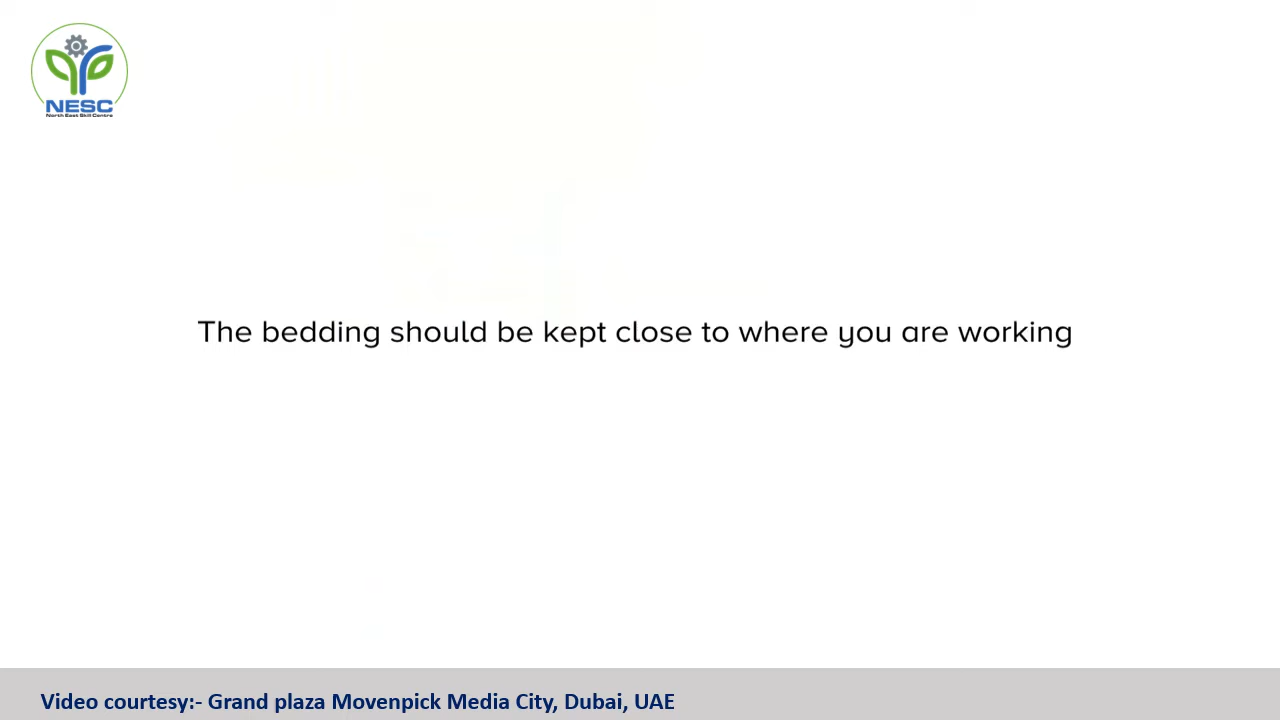 NESC
North East Skill Centre
The bedding should be kept close to where you are working
Video courtesy:- Grand plaza Movenpick Media City, Dubai, UAE